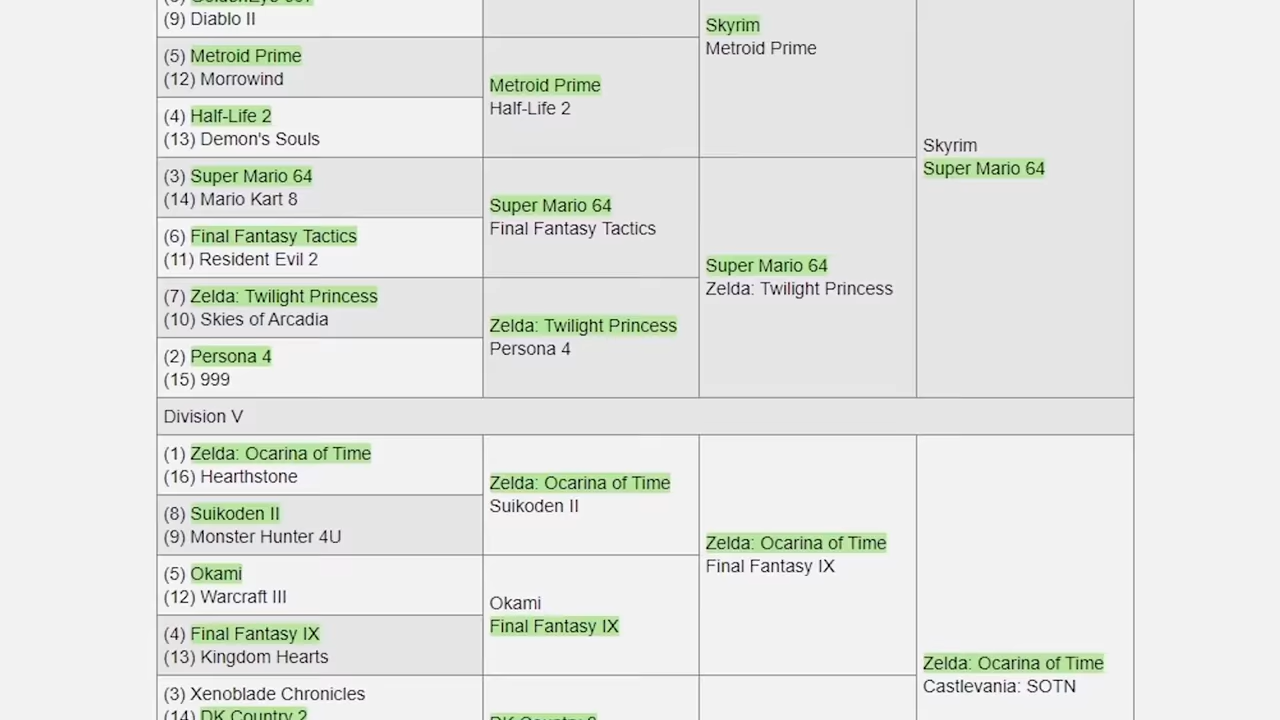 (9) Diablo II
(5) Metroid Prime
(12) Morrowind
(4) Half-Life 2
(13) Demon's Souls
(3) Super Mario 64
(14) Mario Kart 8
(6) Final Fantasy Tactics
(11) Resident Evil 2
(7) Zelda: Twilight Princess
(10) Skies of Arcadia
(2) Persona 4
(15) 999
Metroid Prime
Half-Life 2
Super Mario 64
Final Fantasy Tactics
Zelda: Twilight Princess
Persona 4
Skyrim
Metroid Prime
Super Mario 64
Zelda: Twilight Princess
Skyrim
Super Mario 64
Division V
(1) Zelda: Ocarina of Time
(16) Hearthstone
(8) Suikoden II
(9) Monster Hunter 4U
(5) Okami
(12) Warcraft III
(4) Final Fantasy IX
(13) Kingdom Hearts
(3) Xenoblade Chronicles
(14) DK Country 2
Zelda: Ocarina of Time
Suikoden II
Okami
Final Fantasy IX
DK Country 2
Zelda: Ocarina of Time
Final Fantasy IX
Zelda: Ocarina of Time
Castlevania: SOTN